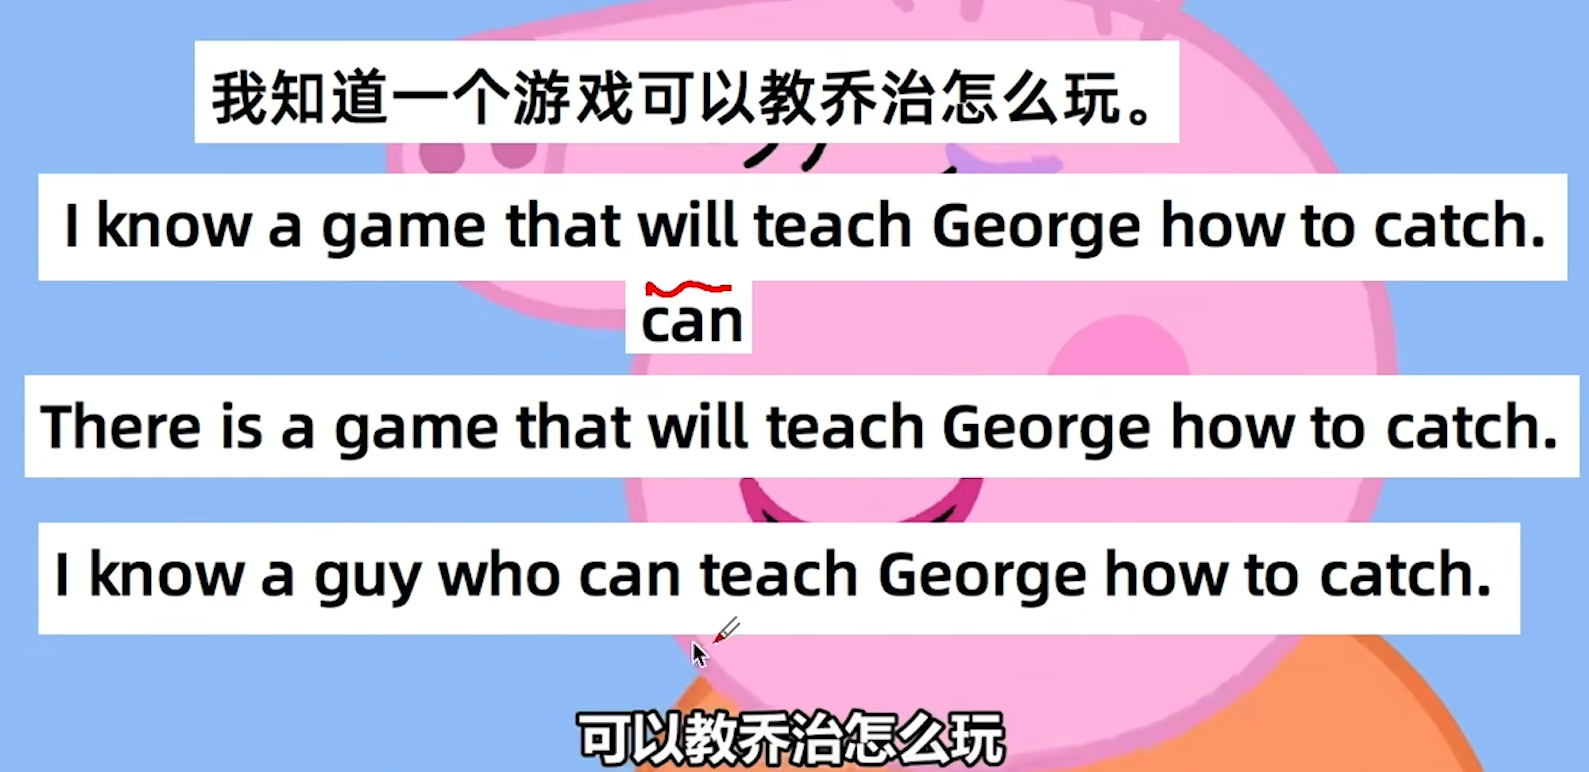 我知道一个游戏可以教乔治怎么玩。
I know a game that will teach George how to catch.
can
There is a game that will teach George how to catch.
I know a guy who can teach George how to catch.
可以教乔治怎么玩